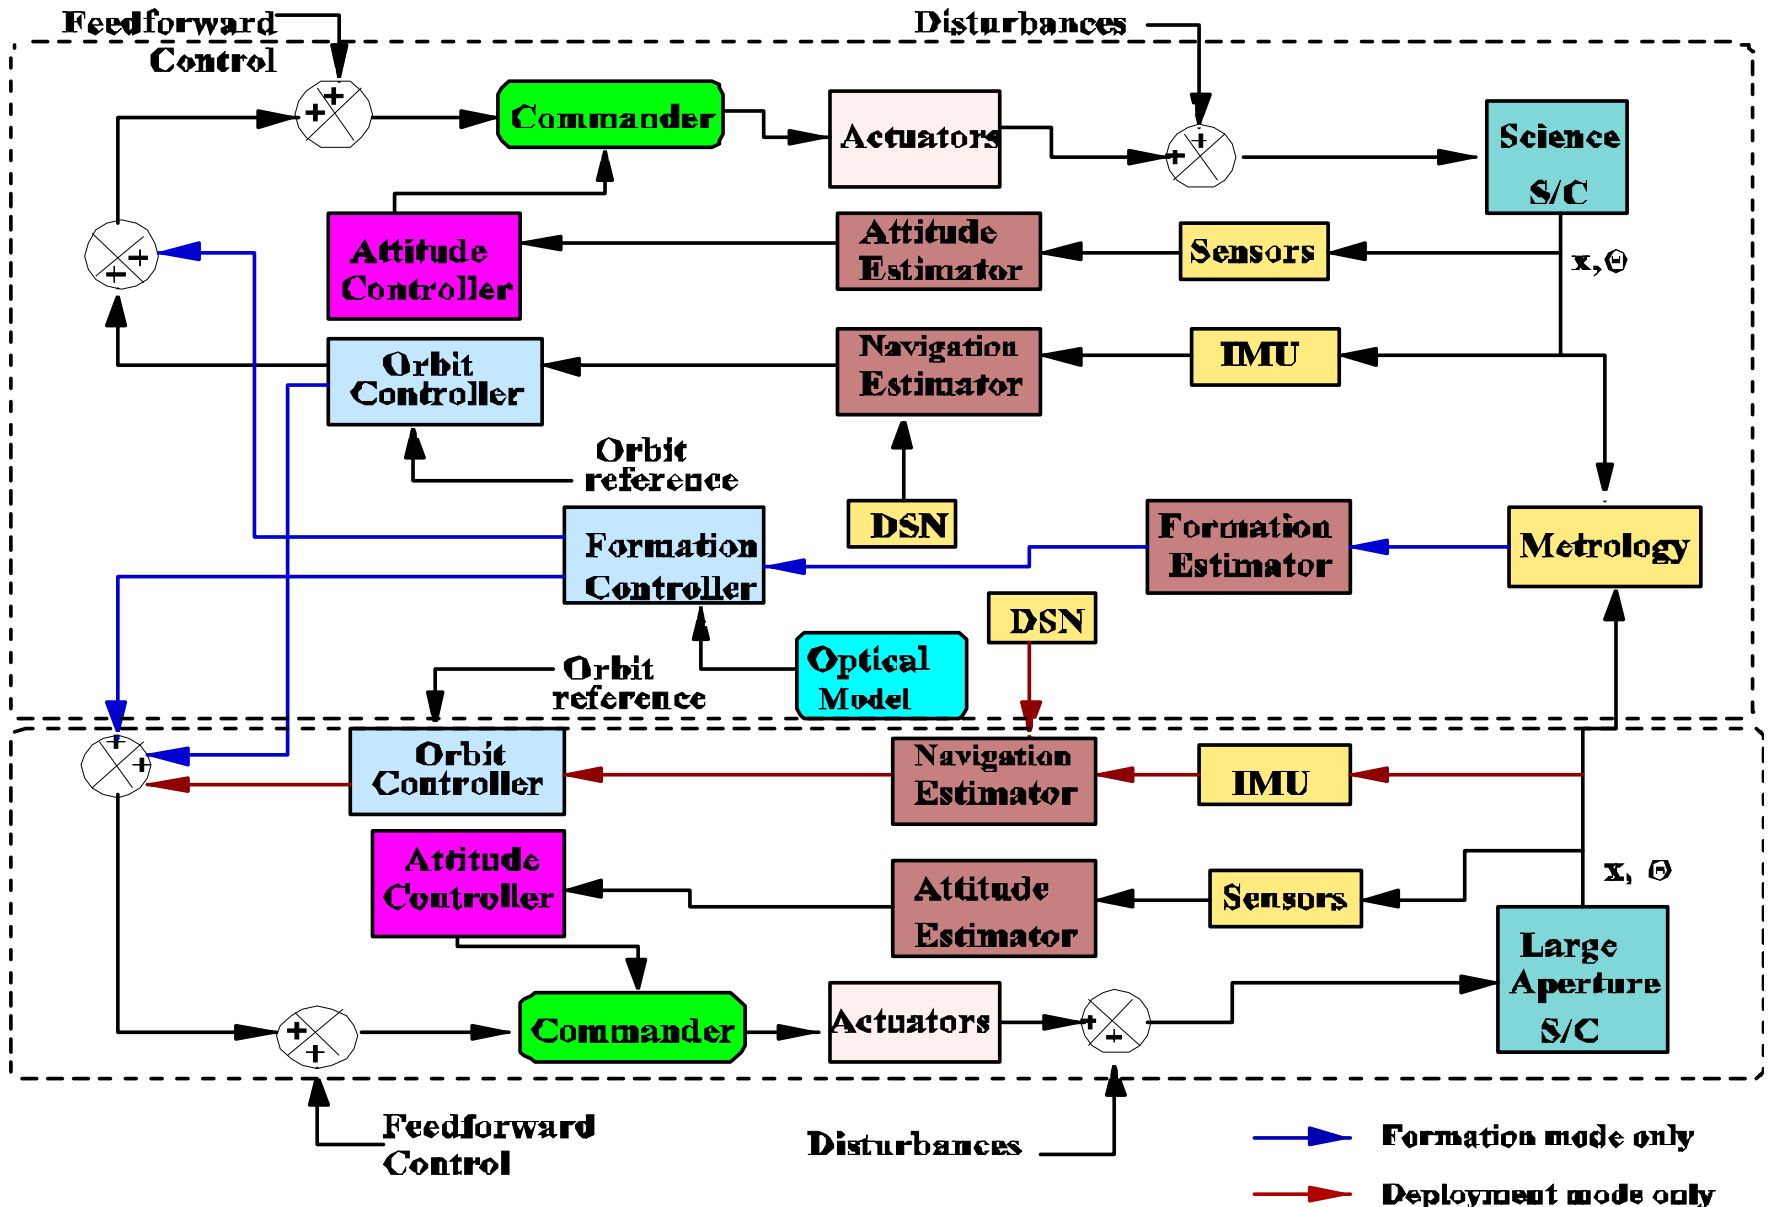 Feedforward
Control
Disturbances
+
+
Commander
Actuators
+
+
Science
S/C
Attitude
Controller
Attitude
Estimator
Sensors
x,Θ
+
+
Orbit
Controller
Navigation
Estimator
IMU
Orbit
reference
DSN
Formation
Controller
Formation
Estimator
Metrology
DSN
Optical
Model
Orbit
reference
+
+
Orbit
Controller
Navigation
Estimator
IMU
Attitude
Controller
Attitude
Estimator
Sensors
x, Θ
Large
Aperture
S/C
+
+
Commander
Actuators
+
Feedforward
Control
Disturbances
Formation mode only
Deployment mode only